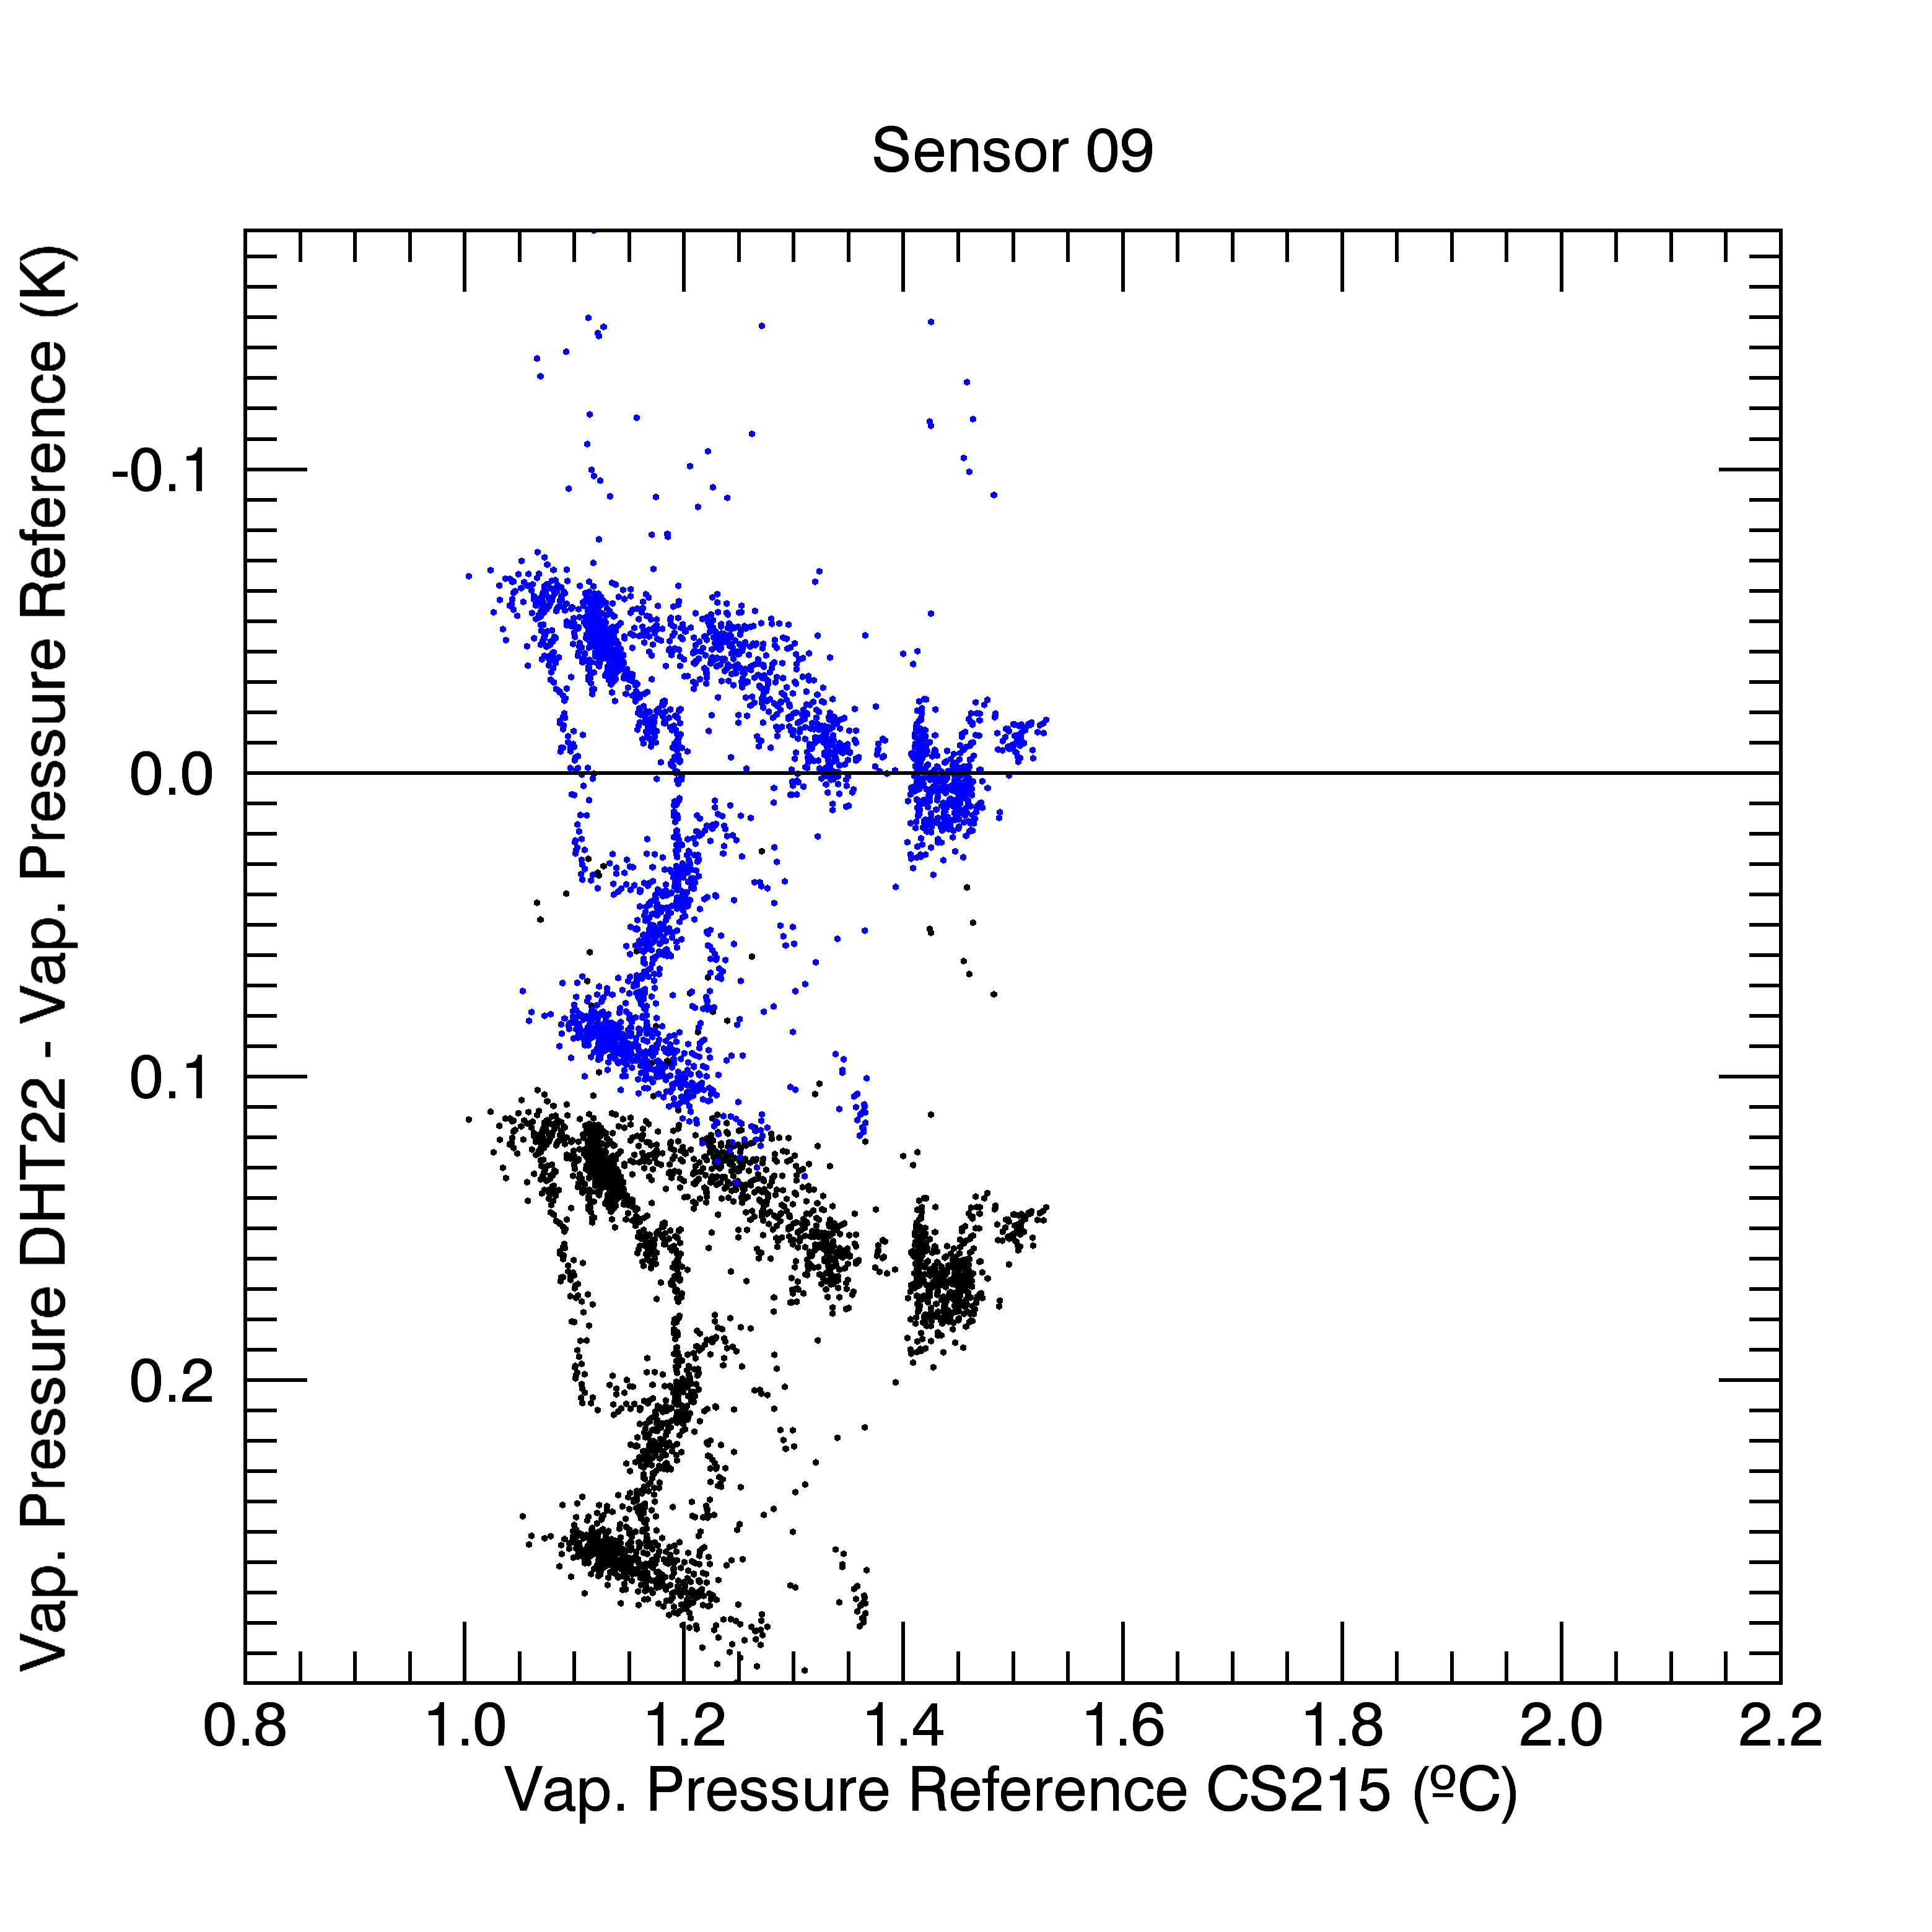 Sensor 09
Vap. Pressure DHT22 - Vap. Pressure Reference (K)
-0.1
0.0
0.1
0.2
0.8 1.0 1.2 1.4 1.6 1.8 2.0 2.2
Vap. Pressure Reference CS215 (ºC)